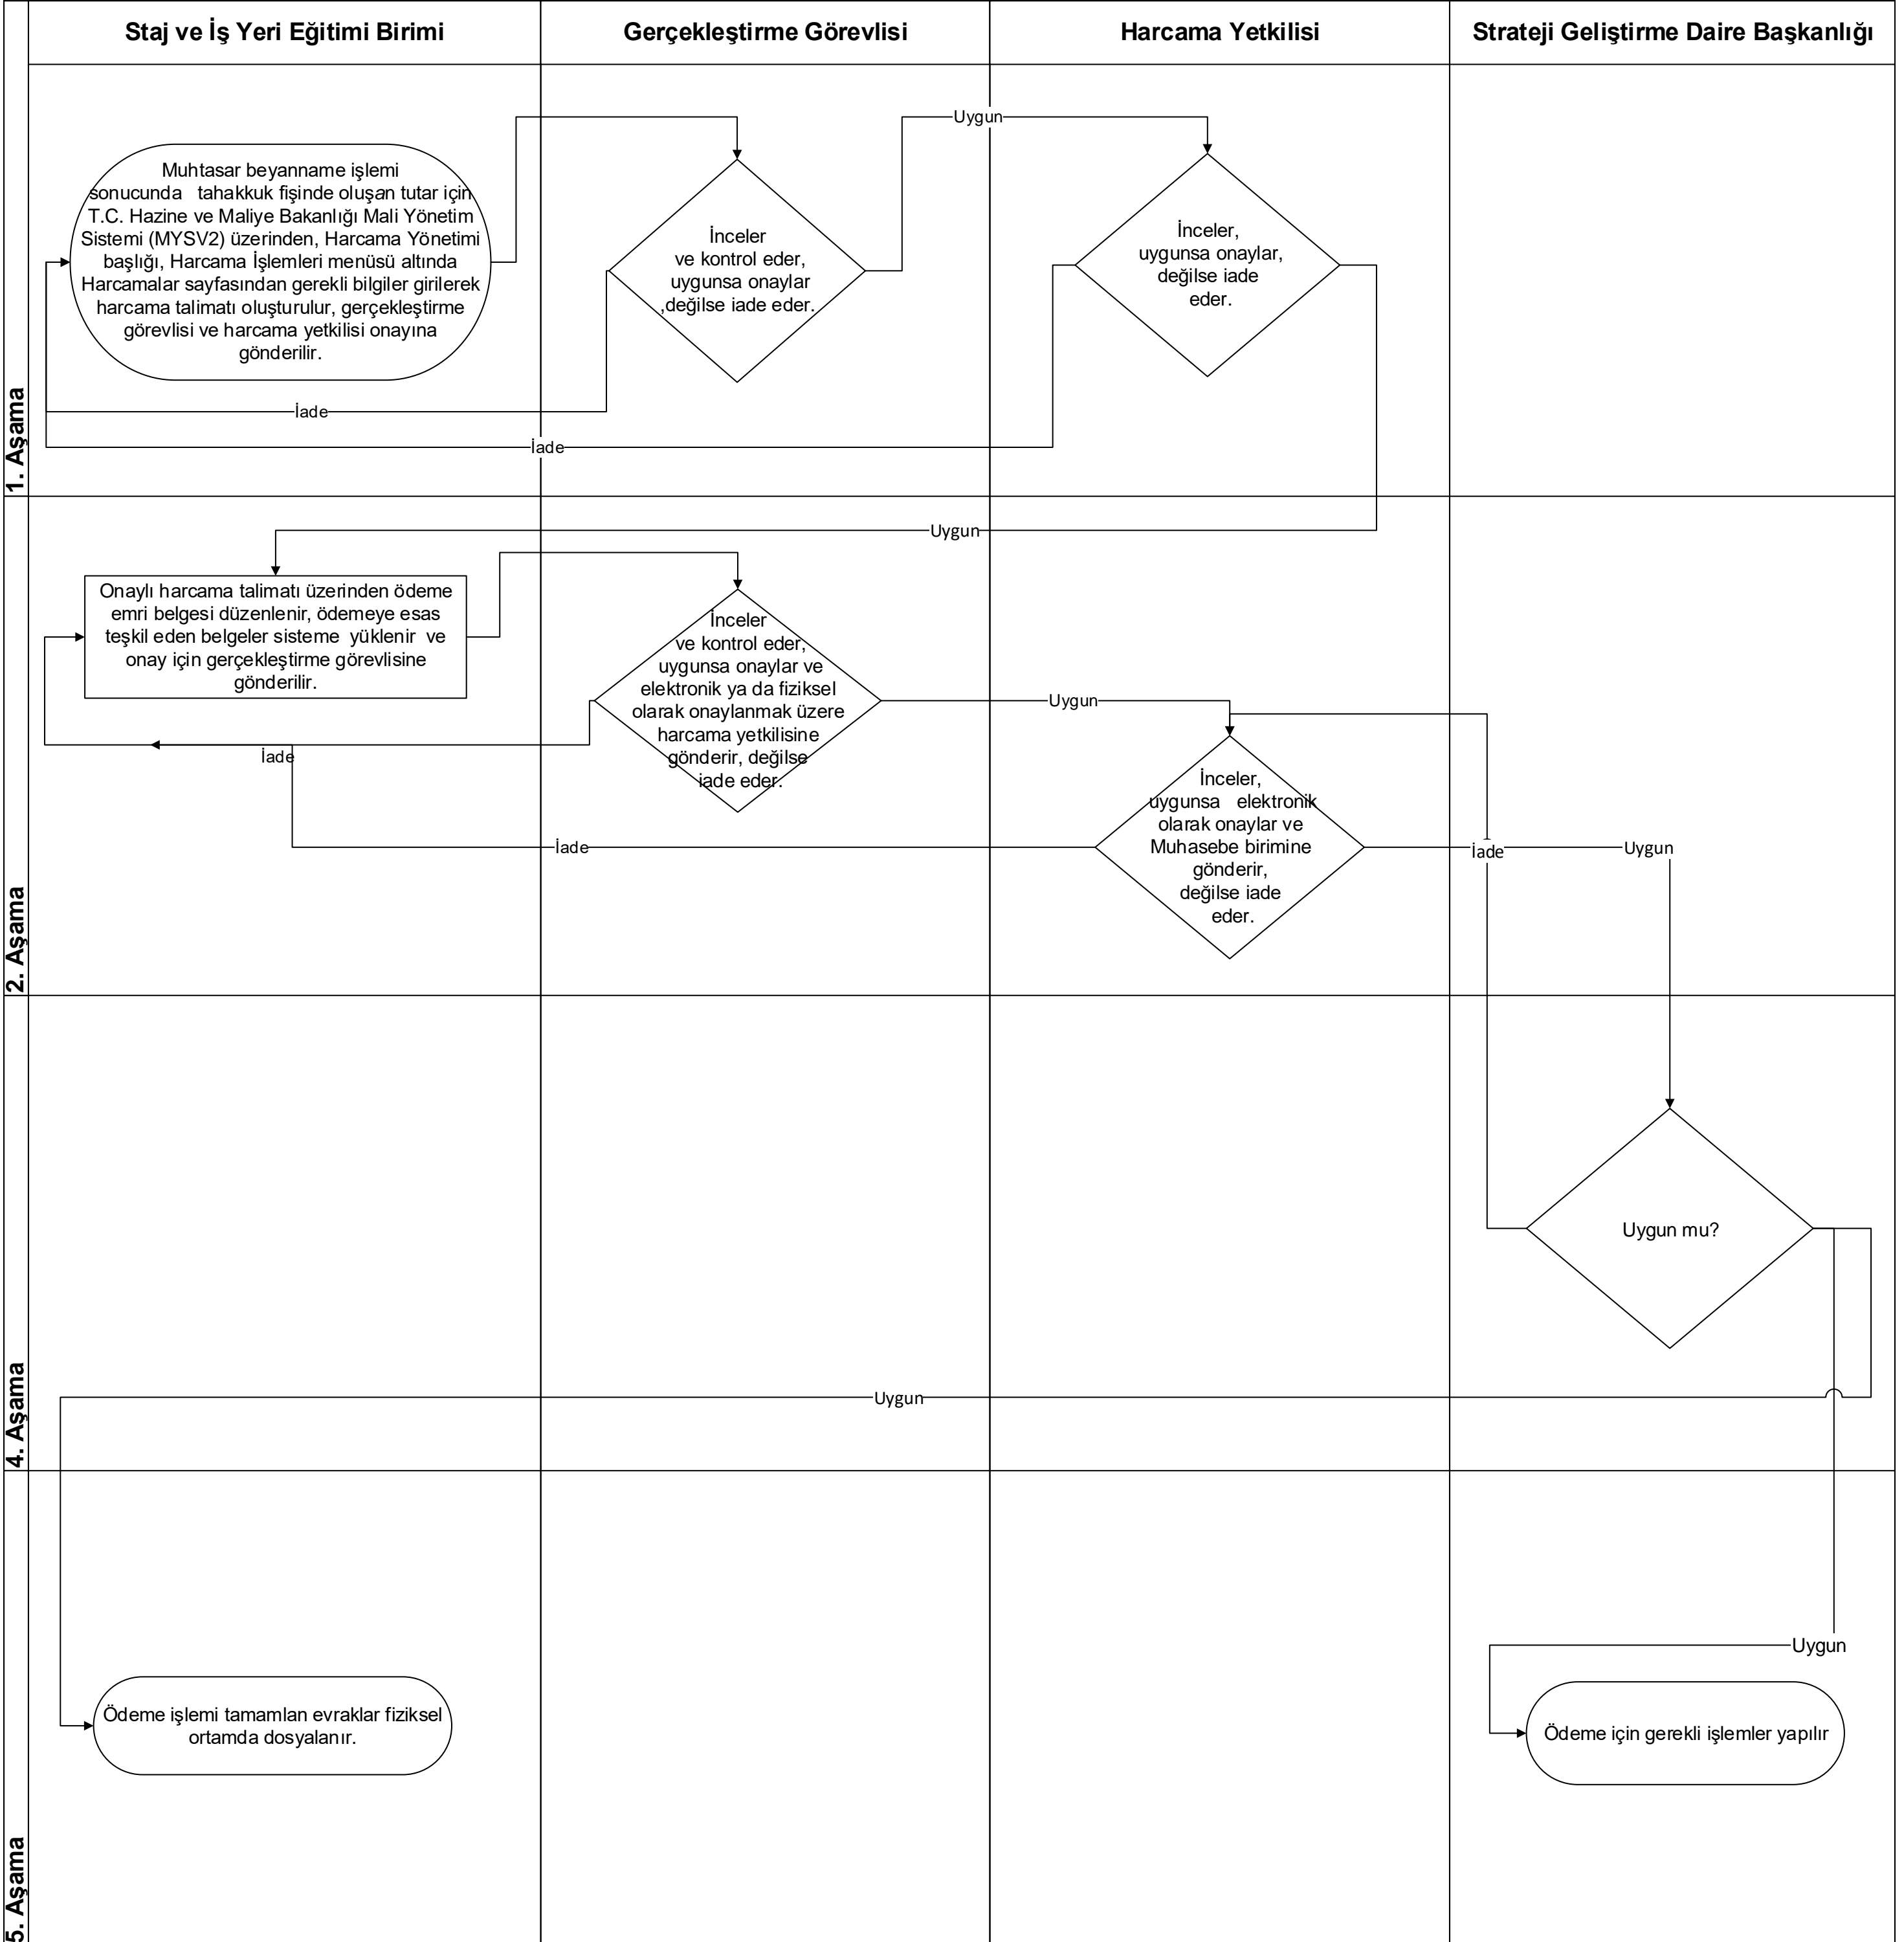 Staj ve İş Yeri Eğitimi Birimi
Gerçekleştirme Görevlisi
Harcama Yetkilisi
Strateji Geliştirme Daire Başkanlığı
1. Aşama
Muhtasar beyanname işlemi
sonucunda tahakkuk fişinde oluşan tutar için
T.C. Hazine ve Maliye Bakanlığı Mali Yönetim
Sistemi (MYSV2) üzerinden, Harcama Yönetimi
başlığı, Harcama İşlemleri menüsü altında
Harcamalar sayfasından gerekli bilgiler girilerek
harcama talimatı oluşturulur, gerçekleştirme
görevlisi ve harcama yetkilisi onayına
gönderilir.
İnceler
ve kontrol eder,
uygunsa onaylar
,değilse iade eder.
Uygun
İnceler,
uygunsa onaylar,
değilse iade
eder.
İade
İade
2. Aşama
Uygun
Onaylı harcama talimatı üzerinden ödeme
emri belgesi düzenlenir, ödemeye esas
teşkil eden belgeler sisteme yüklenir ve
onay için gerçekleştirme görevlisine
gönderilir.
İnceler
ve kontrol eder,
uygunsa onaylar ve
elektronik ya da fiziksel
olarak onaylanmak üzere
harcama yetkilisine
gönderir, değilse
iade eder.
Uygun
İade
İnceler,
uygunsa elektronik
olarak onaylar ve
Muhasebe birimine
gönderir,
değilse iade
eder.
İade
İade
Uygun
4. Aşama
Uygun mu?
Uygun
5. Aşama
Uygun
Ödeme işlemi tamamlan evraklar fiziksel
ortamda dosyalanır.
Ödeme için gerekli işlemler yapılır